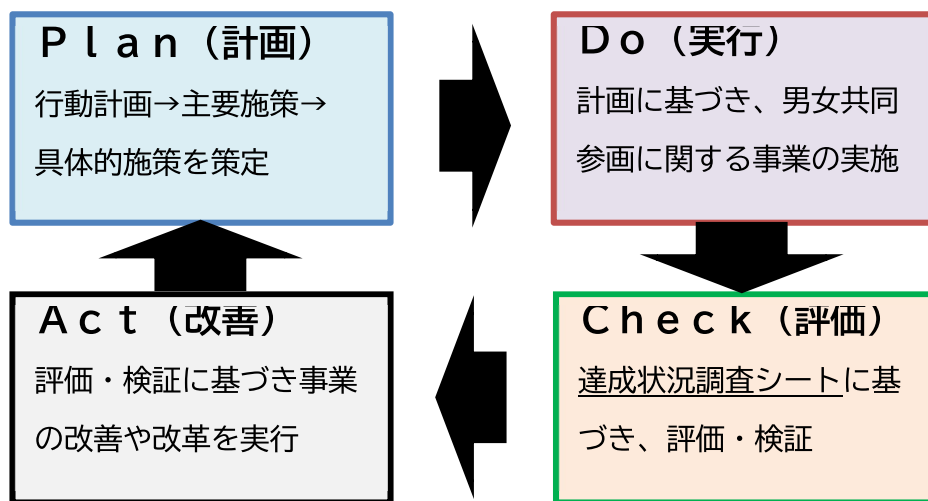 Ｐｌａｎ（計画）
行動計画→主要施策→
具体的施策を策定
Ｄｏ（実行）
計画に基づき、男女共同
参画に関する事業の実施
Ｃｈｅｃｋ（評価）
達成状況調査シートに基
づき、評価・検証
Ａｃｔ（改善）
評価・検証に基づき事業
の改善や改革を実行